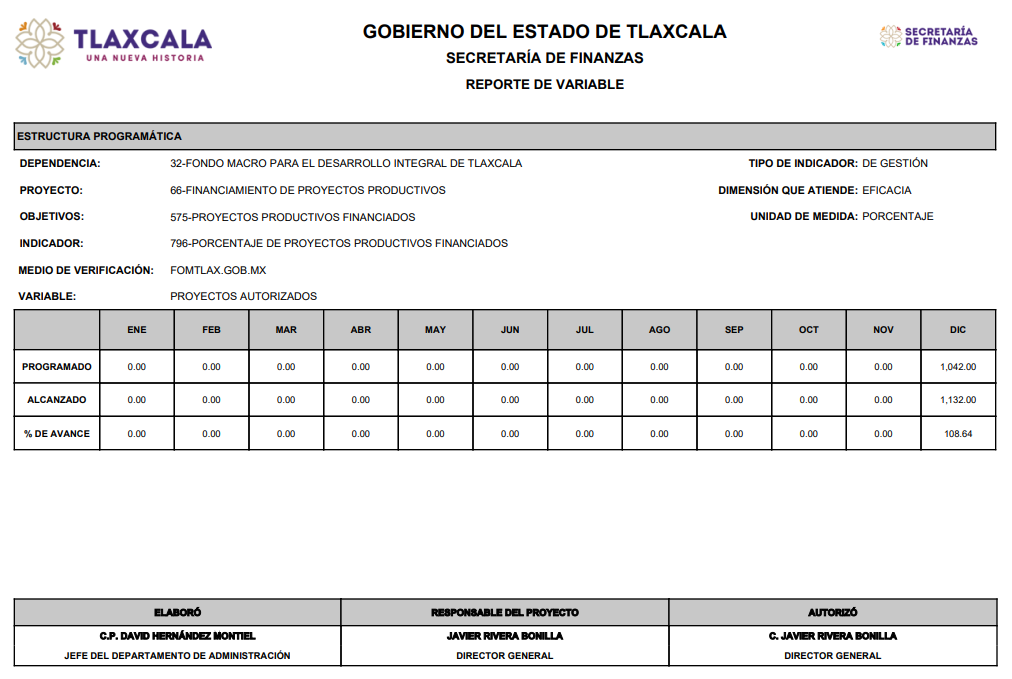 TLAXCALA
UNA NUEVA HISTORIA
GOBIERNO DEL ESTADO DE TLAXCALA
SECRETARÍA DE FINANZAS
REPORTE DE VARIABLE
SECRETARÍA
DE FINANZAS
ESTRUCTURA PROGRAMÁTICA
DEPENDENCIA: 32-FONDO MACRO PARA EL DESARROLLO INTEGRAL DE TLAXCALA TIPO DE INDICADOR: DE GESTIÓN
PROYECTO: 66-FINANCIAMIENTO DE PROYECTOS PRODUCTIVOS DIMENSIÓN QUE ATIENDE: EFICACIA
OBJETIVOS: 575-PROYECTOS PRODUCTIVOS FINANCIADOS UNIDAD DE MEDIDA: PORCENTAJE
INDICADOR: 796-PORCENTAJE DE PROYECTOS PRODUCTIVOS FINANCIADOS
MEDIO DE VERIFICACIÓN: FOMTLAX.GOB.MX
VARIABLE: PROYECTOS AUTORIZADOS
ENE FEB MAR ABR MAY JUN JUL AGO SEP OCT NOV DIC
PROGRAMADO 0.00 0.00 0.00 0.00 0.00 0.00 0.00 0.00 0.00 0.00 0.00 1,042.00
ALCANZADO 0.00 0.00 0.00 0.00 0.00 0.00 0.00 0.00 0.00 0.00 0.00 1,132.00
% DE AVANCE 0.00 0.00 0.00 0.00 0.00 0.00 0.00 0.00 0.00 0.00 0.00 108.64
ELABORÓ RESPONSABLE DEL PROYECTO AUTORIZÓ
C.P. DAVID HERNÁNDEZ MONTIEL JAVIER RIVERA BONILLA C. JAVIER RIVERA BONILLA
JEFE DEL DEPARTAMENTO DE ADMINISTRACIÓN DIRECTOR GENERAL DIRECTOR GENERAL